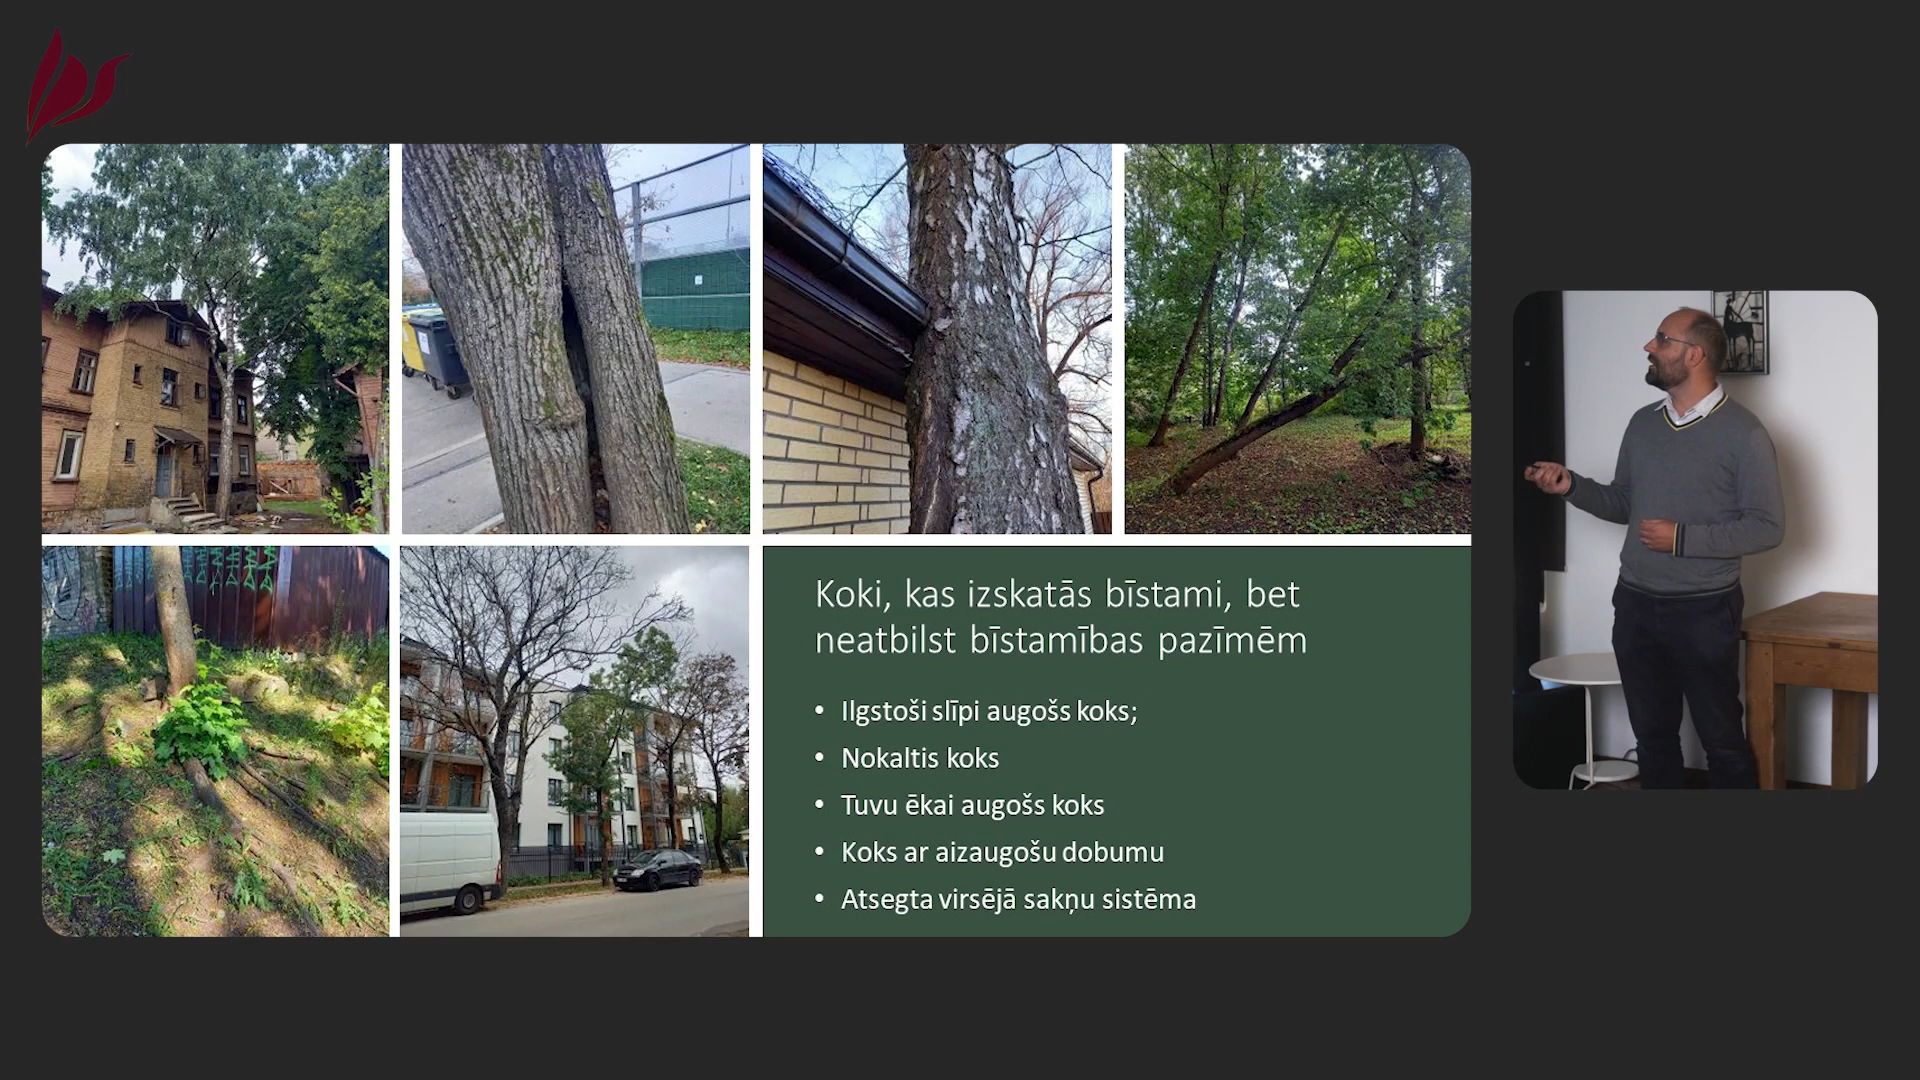 Koki, kas izskatās bīstami, bet
neatbilst bīstamības pazīmēm
• Ilgstoši slīpi augošs koks;
• Nokaltis koks
• Tuvu ēkai augošs koks
• Koks ar aizaugošu dobumu
• Atsegta virsējā sakņu sistēma